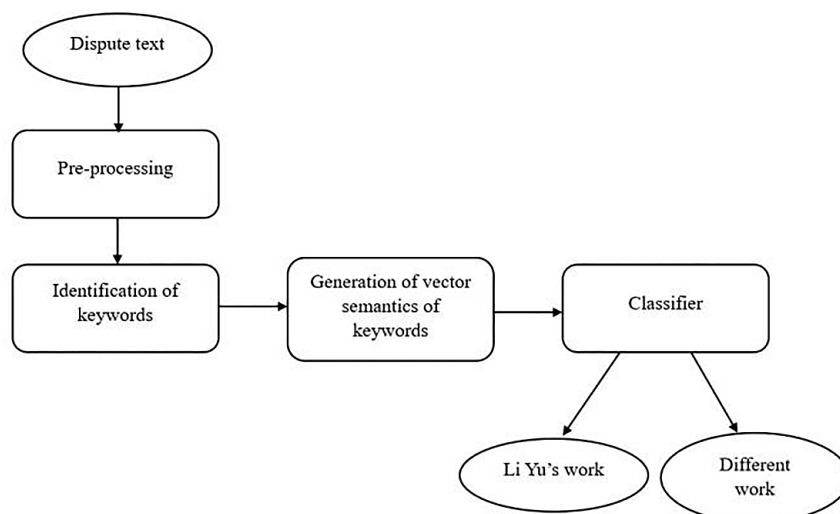 Dispute text
Pre-processing
Identification of
keywords
Generation of vector
semantics of
keywords
Classifier
Li Yu's work
Different
work